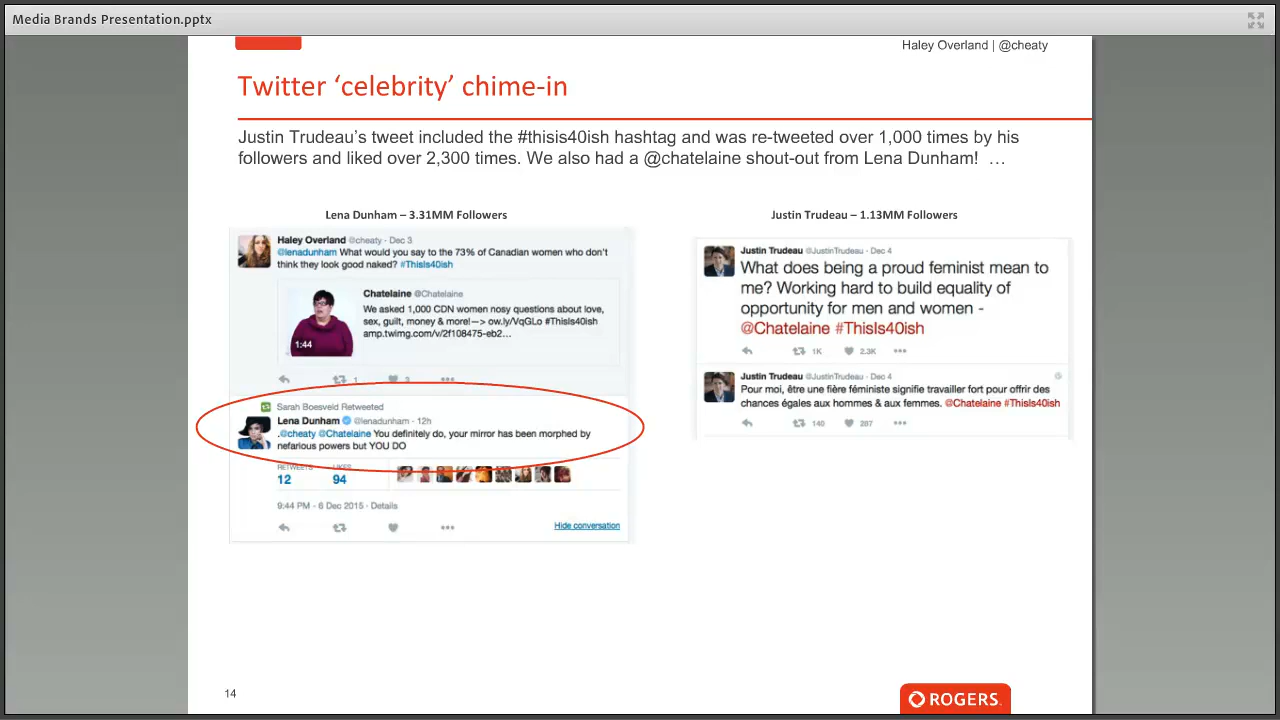 Media Brands Presentation.pptx
Haley Overland | @cheaty
Twitter ‘celebrity’ chime-in
Justin Trudeau’s tweet included the #thisis40ish hashtag and was re-tweeted over 1,000 times by his
followers and liked over 2,300 times. We also had a @chatelaine shout-out from Lena Dunham! …
Lena Dunham – 3.31MM Followers
Haley Overland @cheaty · Dec 3
@lenadunham What would you say to the 73% of Canadian women who don't
think they look good naked? #ThisIs40ish
Chatelaine @Chatelaine
We asked 1,000 CDN women nosy questions about love,
sex, guilt, money & more!—> ow.ly/VqGLo #ThisIs40ish
amp.twimg.com/v/2f108475-eb2...
1:44
1 3
Sarah Boesveld Retweeted
Lena Dunham @lenadunham · 12h
.@cheaty @Chatelaine You definitely do, your mirror has been morphed by
nefarious powers but YOU DO
RETWEETS LIKES
12 94
9:44 PM - 6 Dec 2015 · Details
Hide conversation
Justin Trudeau – 1.13MM Followers
Justin Trudeau @JustinTrudeau · Dec 4
What does being a proud feminist mean to
me? Working hard to build equality of
opportunity for men and women -
@Chatelaine #ThisIs40ish
1K 2.3K
Justin Trudeau @JustinTrudeau · Dec 4
Pour moi, être une fière féministe signifie travailler fort pour offrir des
chances égales aux hommes & aux femmes. @Chatelaine #ThisIs40ish
140 287
14
ROGERS